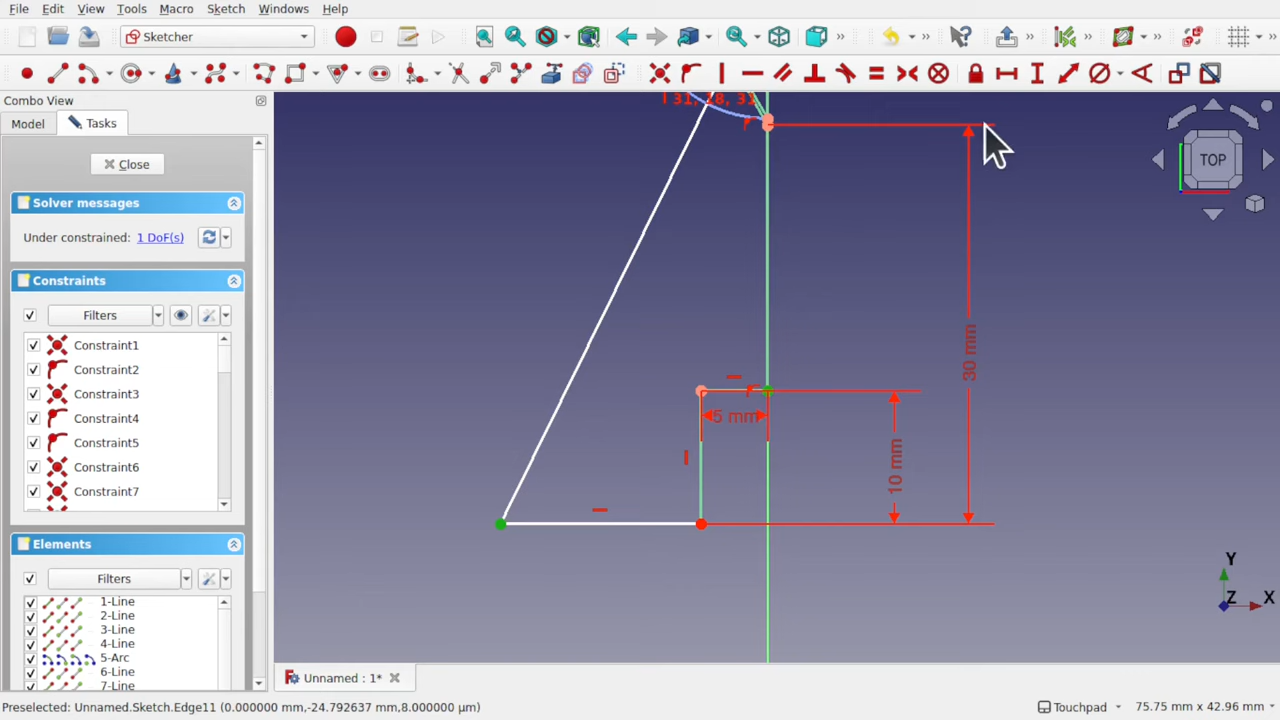 File Edit View Tools Macro Sketch Windows Help
Sketcher
Combo View
Model Tasks
Close
Solver messages
Under constrained: 1 DoF(s)
Constraints
Filters
Constraint1
Constraint2
Constraint3
Constraint4
Constraint5
Constraint6
Constraint7
Elements
Filters
1-Line
2-Line
3-Line
4-Line
5-Arc
6-Line
7-Line
30 mm
5 mm
10 mm
TOP
Y
Z X
Unnamed : 1*
Preselected: Unnamed.Sketch.Edge11 (0.000000 mm,-24.792637 mm,8.000000 µm)
Touchpad
75.75 mm x 42.96 mm